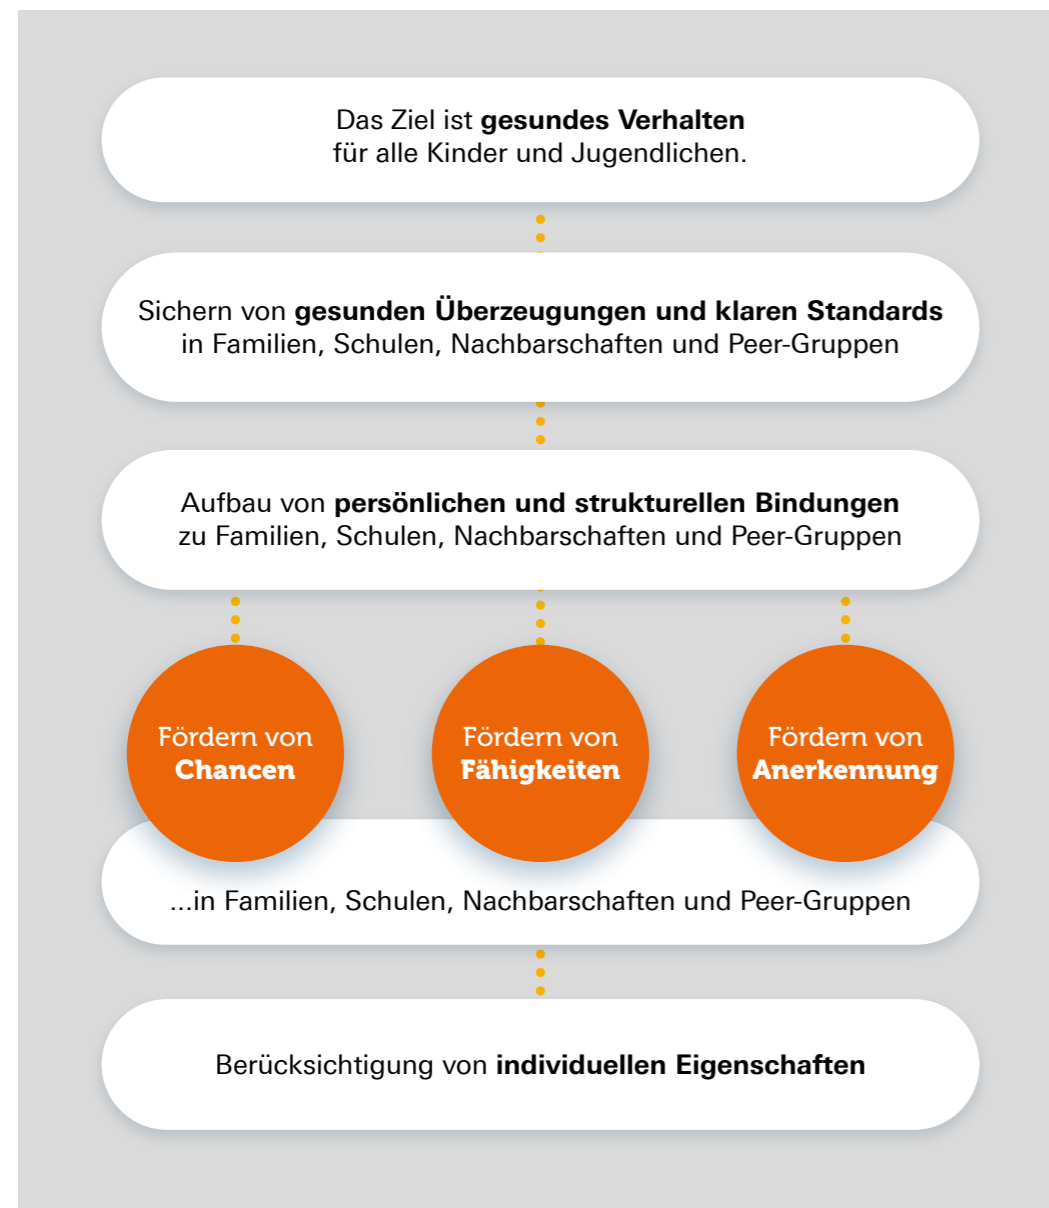 Das Ziel ist gesundes Verhalten
für alle Kinder und Jugendlichen.
Sichern von gesunden Überzeugungen und klaren Standards
in Familien, Schulen, Nachbarschaften und Peer-Gruppen
Aufbau von persönlichen und strukturellen Bindungen
zu Familien, Schulen, Nachbarschaften und Peer-Gruppen
Fördern von
Chancen
Fördern von
Fähigkeiten
Fördern von
Anerkennung
...in Familien, Schulen, Nachbarschaften und Peer-Gruppen
Berücksichtigung von individuellen Eigenschaften